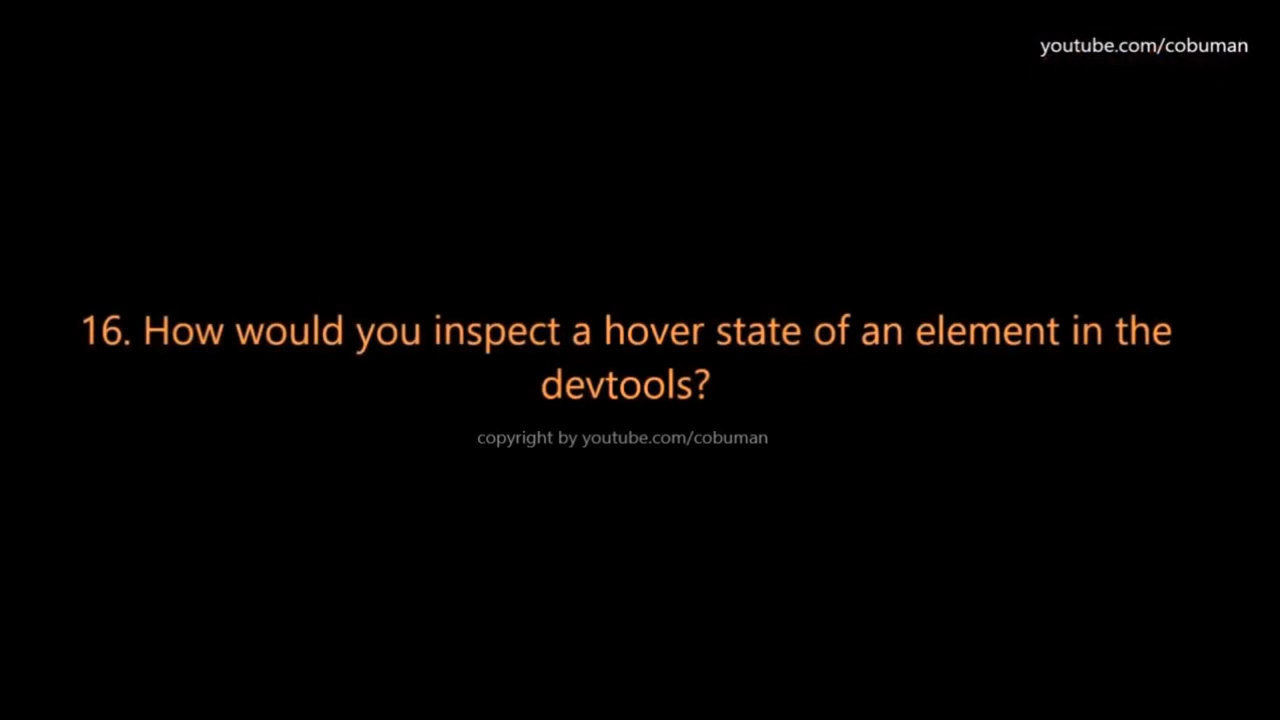 youtube.com/cobuman
16. How would you inspect a hover state of an element in the
devtools?
copyright by youtube.com/cobuman